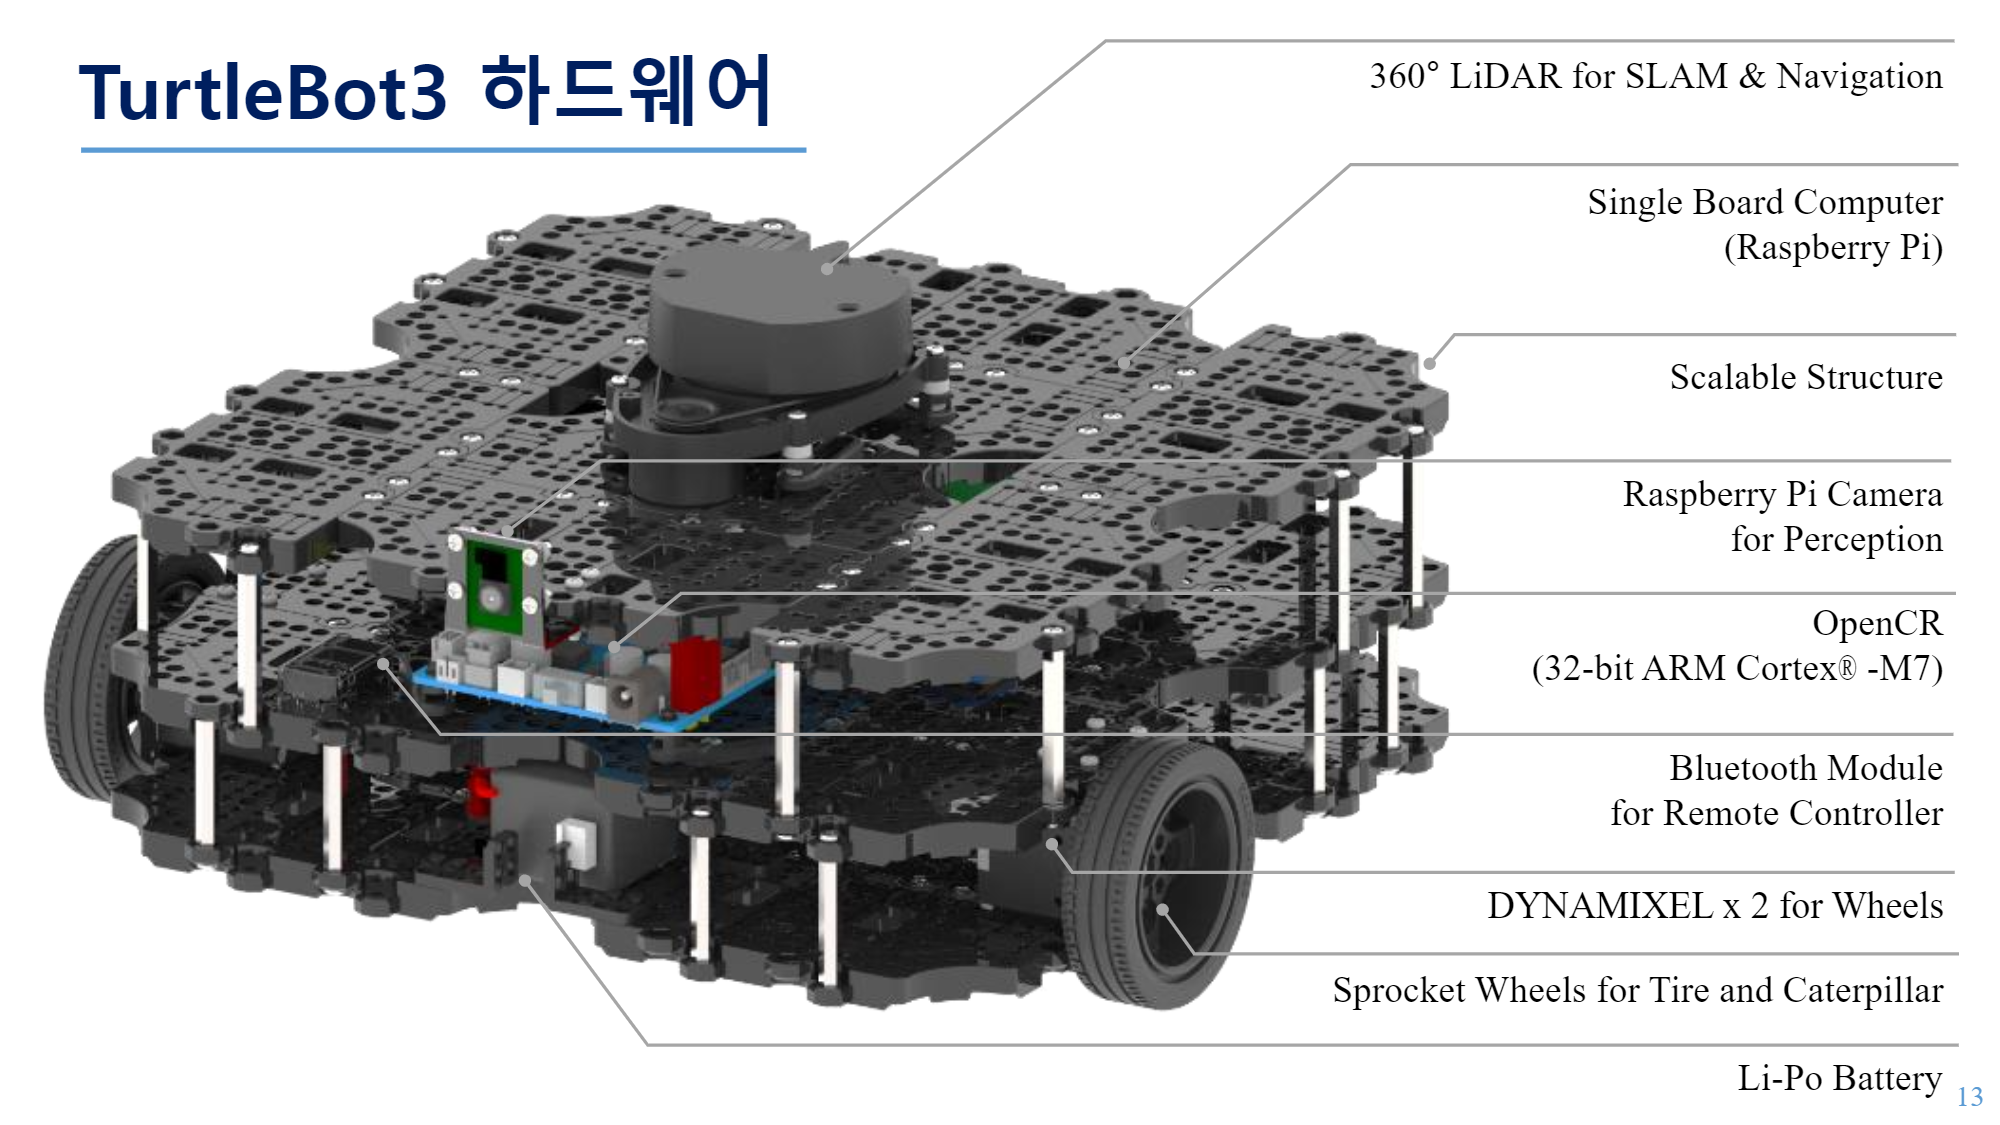 TurtleBot3 하드웨어
360° LiDAR for SLAM & Navigation
Single Board Computer
(Raspberry Pi)
Scalable Structure
Raspberry Pi Camera
for Perception
OpenCR
(32-bit ARM Cortex® -M7)
Bluetooth Module
for Remote Controller
DYNAMIXEL x 2 for Wheels
Sprocket Wheels for Tire and Caterpillar
Li-Po Battery
13